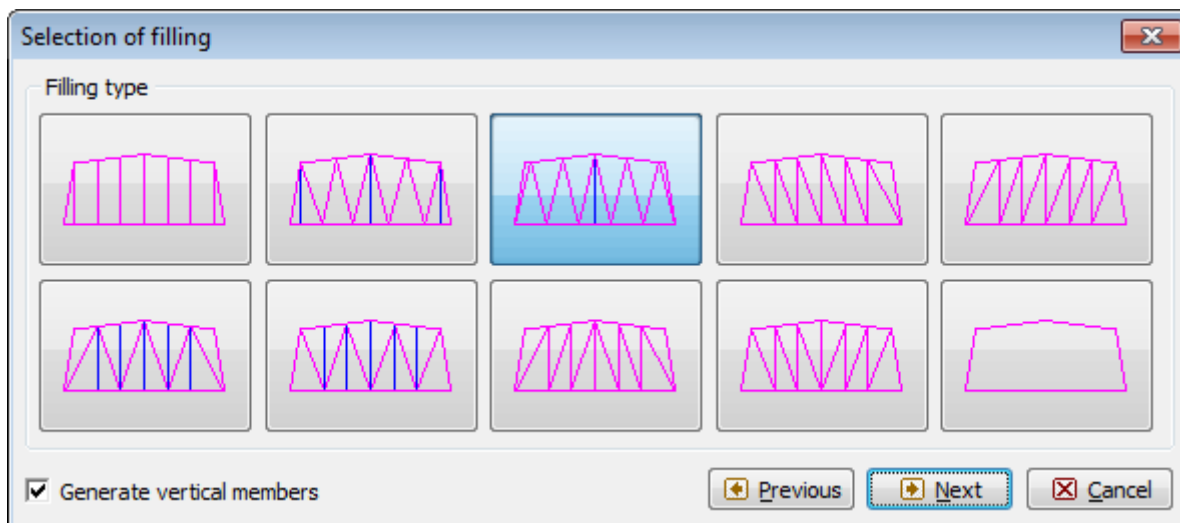 Selection of filling
Filling type
Generate vertical members
Previous
Next
Cancel